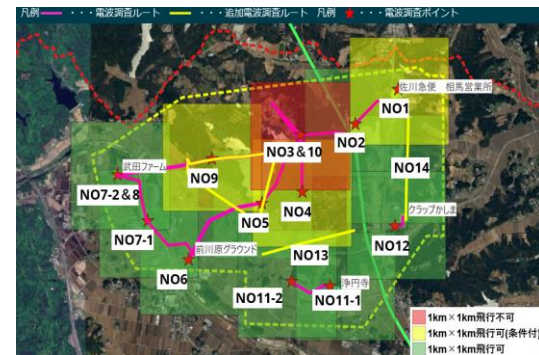 凡例 ・・・電波調査ルート ・・・追加電波調査ルート 凡例 ★・・・電波調査ポイント
佐川急便 相馬営業所
NO1
NO2
NO3＆10
NO14
武田ファーム
NO9
NO7-2＆8
NO4
クラップかしま
NO5
NO7-1
NO12
前川原グラウンド
NO13
NO6
浄円寺
NO11-2
NO11-1
1km×1km飛行不可
1km×1km飛行可(条件付)
1km×1km飛行可